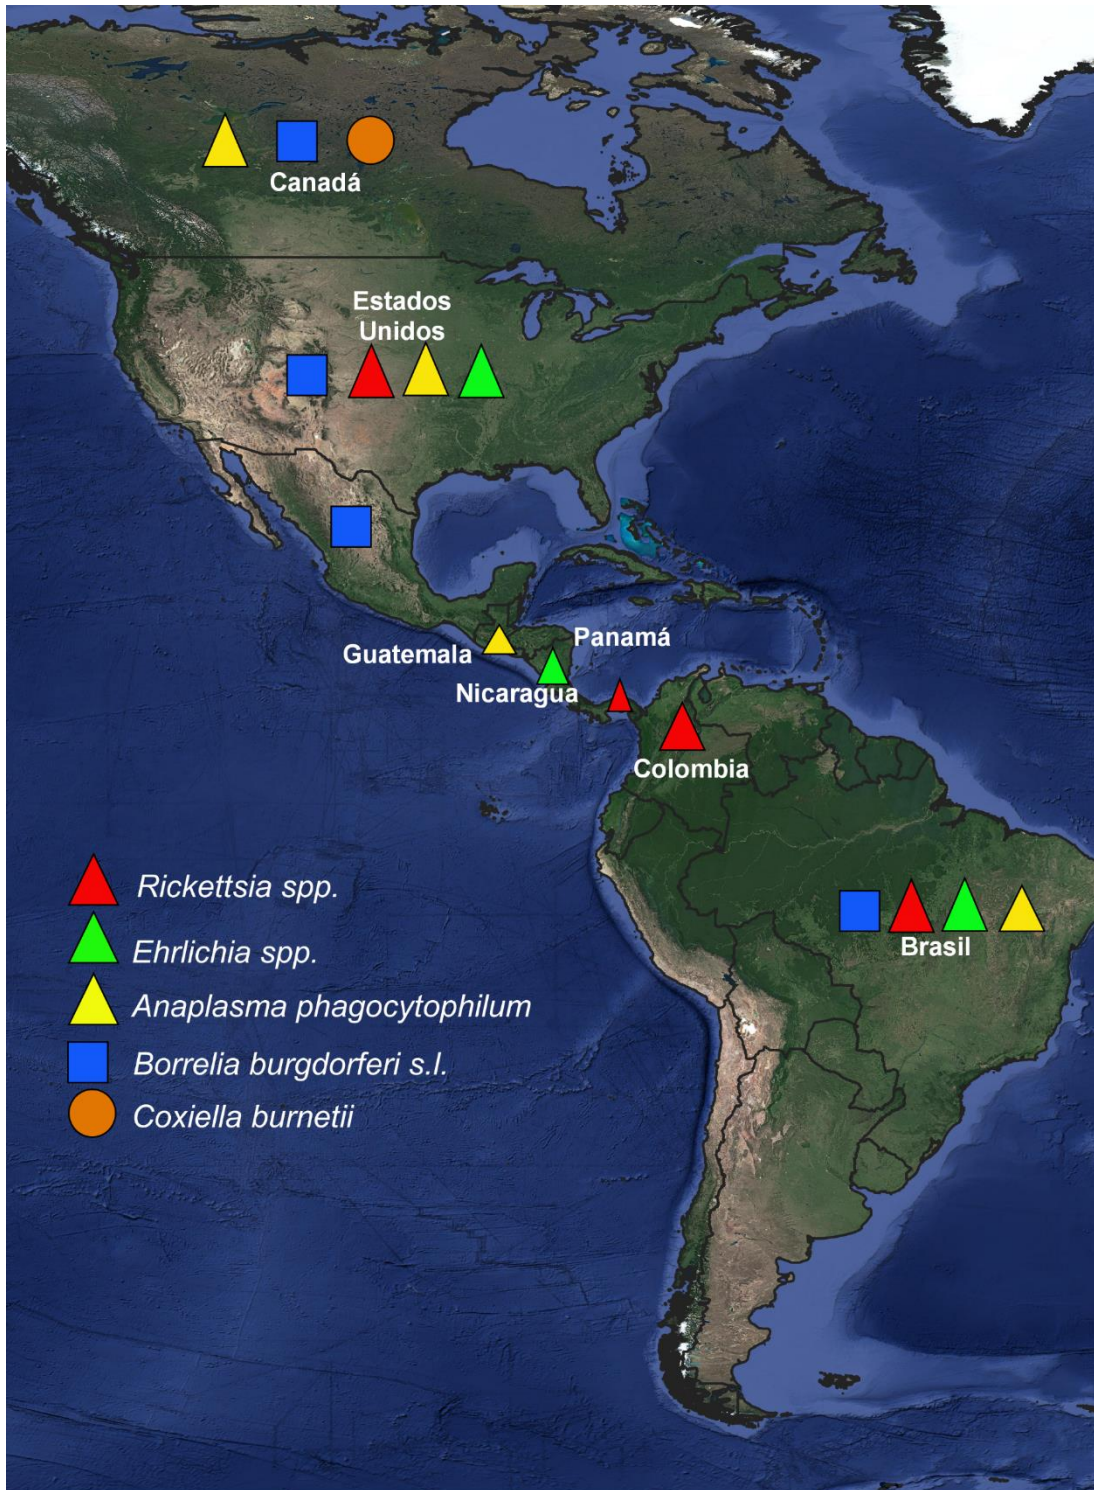 Canadá
Estados
Unidos
Guatemala
Panamá
Nicaragua
Colombia
Brasil
Rickettsia spp.
Ehrlichia spp.
Anaplasma phagocytophilum
Borrelia burgdorferi s.l.
Coxiella burnetii